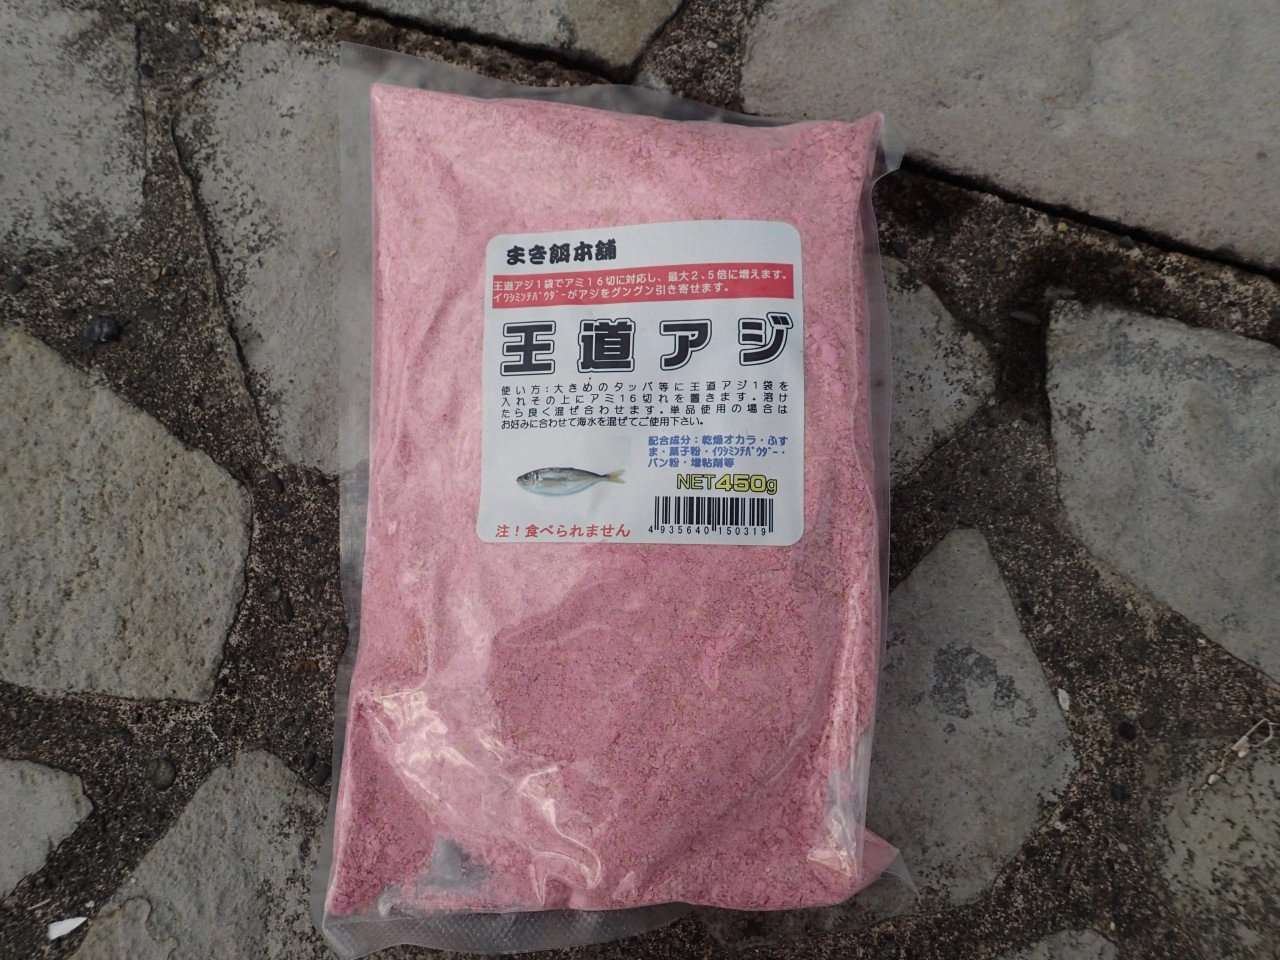 まき餌本舗
王道アジ１袋でアミ１６切に対応し、最大２、５倍に増えます。
イワシミンチパウダーがアジをグングン引き寄せます。
王道アジ
使い方：大きめのタッパ等に王道アジ１袋を
入れその上にアミ１６切れを置きます．溶け
たら良く混ぜ合わせます．単品使用の場合は
お好みに合わせて海水を混ぜてご使用下さい。
配合成分：乾燥オカラ・ふす
ま・菓子粉・イワシミンチパウダー・
パン粉・増粘剤等
NET450g
注！食べられません
4935640150319